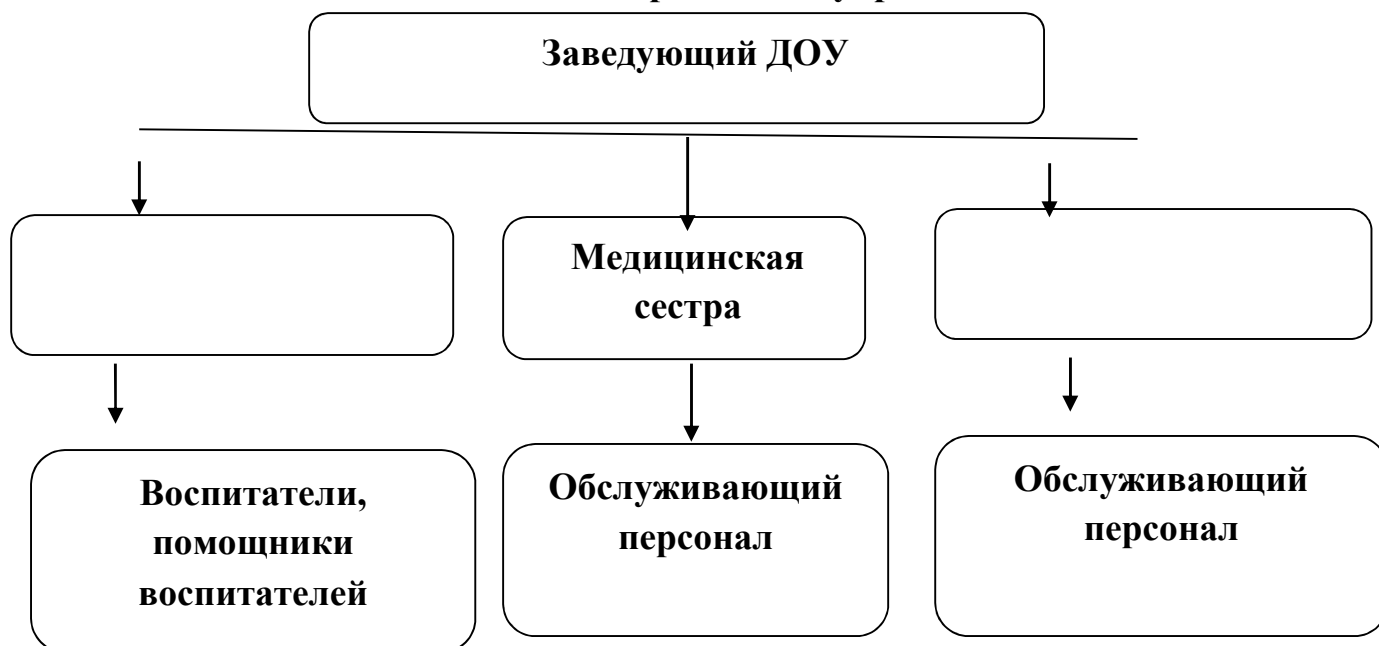 Заведующий ДОУ
Медицинская
сестра
Воспитатели,
помощники
воспитателей
Обслуживающий
персонал
Обслуживающий
персонал